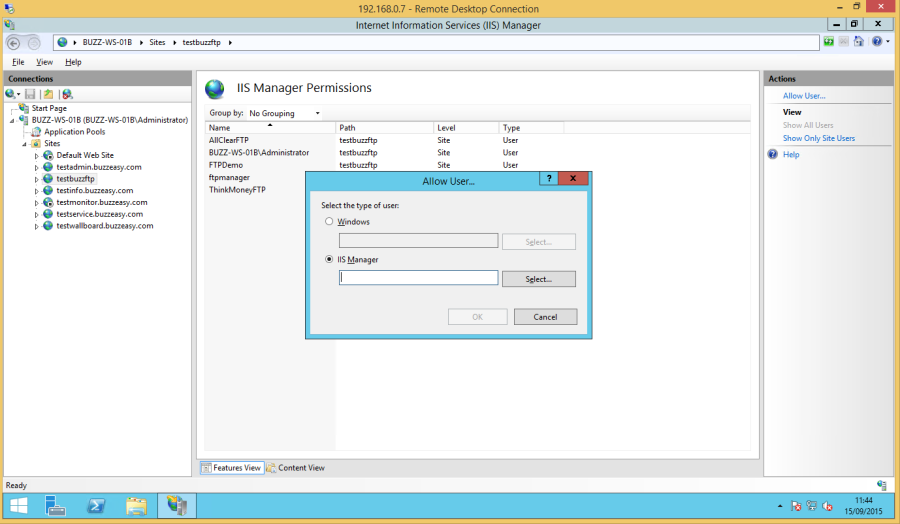 192.168.0.7 - Remote Desktop Connection
Internet Information Services (IIS) Manager
BUZZ-WS-01B Sites testbuzzftp
File View Help
Connections
Start Page
BUZZ-WS-01B (BUZZ-WS-01B\Administrator)
Application Pools
Sites
Default Web Site
testadmin.buzzeasy.com
testbuzzftp
testinfo.buzzeasy.com
testmonitor.buzzeasy.com
testservice.buzzeasy.com
testwallboard.buzzeasy.com
IIS Manager Permissions
Group by: No Grouping
Name Path Level Type
AllClearFTP testbuzzftp Site User
BUZZ-WS-01B\Administrator testbuzzftp Site User
FTPDemo testbuzzftp Site User
ftpmanager
ThinkMoneyFTP
Allow User...
? X
Select the type of user:
Windows
Select...
IIS Manager
Select...
OK Cancel
Features View Content View
Actions
Allow User...
View
Show All Users
Show Only Site Users
Help
Ready
11:44
15/09/2015